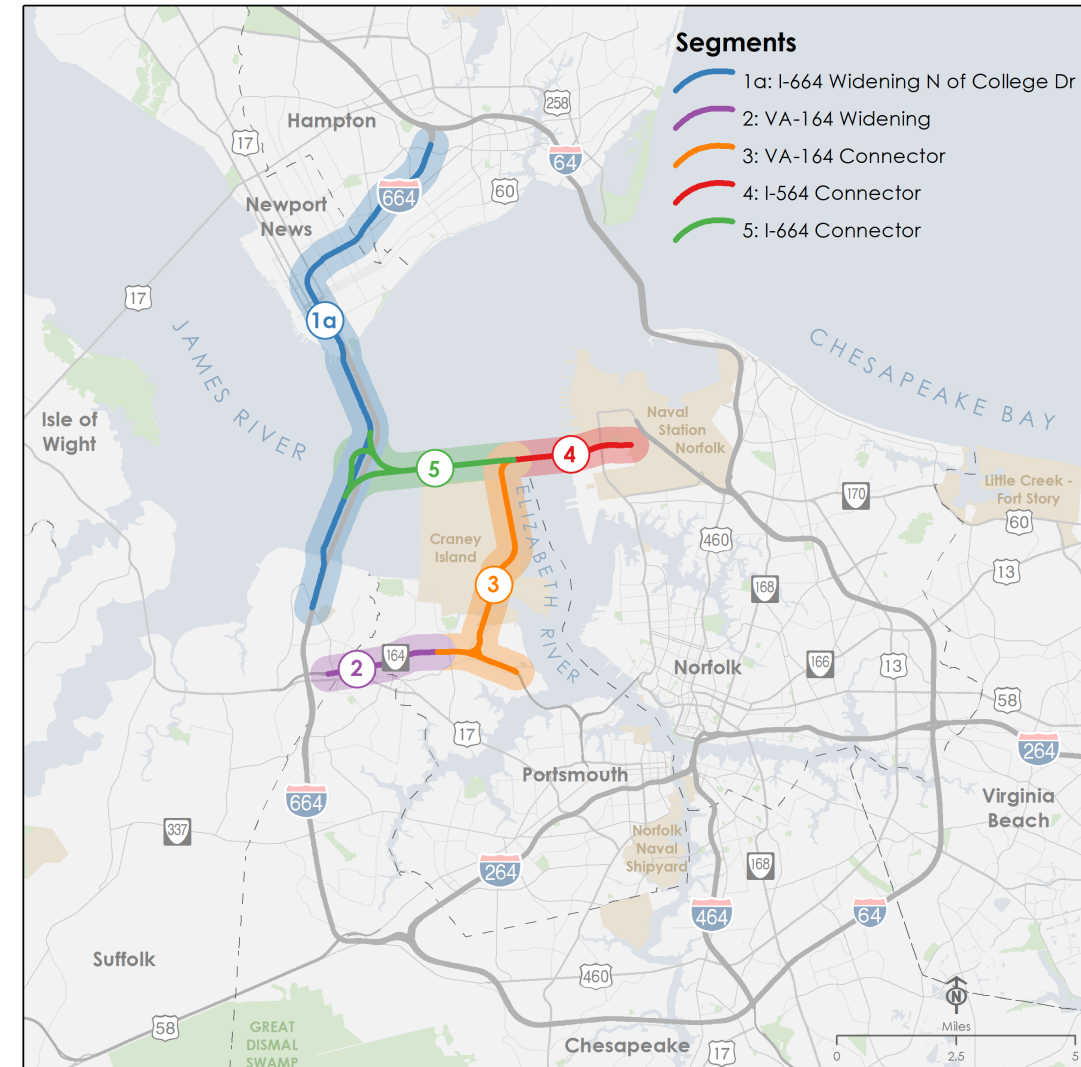 Segments
1a: I-664 Widening N of College Dr
2: VA-164 Widening
3: VA-164 Connector
4: I-564 Connector
5: I-664 Connector
258
Hampton
17
64
664
60
Newport
News
17
1a
JAMES RIVER
CHESAPEAKE BAY
Isle of
Wight
Naval
Station
Norfolk
4
5
Little Creek -
Fort Story
170
60
460
Craney
Island
ELIZABETH RIVER
13
168
3
164
2
Norfolk
166
13
58
17
264
Portsmouth
664
Virginia
Beach
337
Norfolk
Naval
Shipyard
264
168
464
64
Suffolk
460
N
58
GREAT
DISMAL
SWAMP
Miles
0 2.5 5
Chesapeake
17